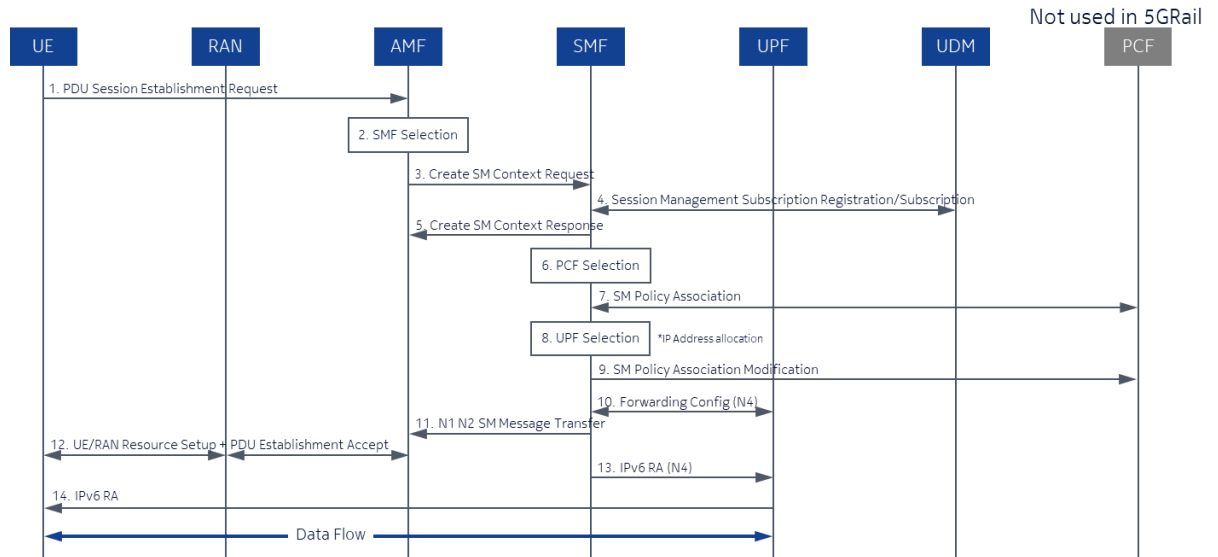 Not used in 5GRail
UE RAN AMF SMF UPF UDM PCF
1. PDU Session Establishment Request
2. SMF Selection
3. Create SM Context Request
4. Session Management Subscription Registration/Subscription
5. Create SM Context Response
6. PCF Selection
7. SM Policy Association
8. UPF Selection *IP Address allocation
9. SM Policy Association Modification
10. Forwarding Config (N4)
11. N1 N2 SM Message Transfer
12. UE/RAN Resource Setup + PDU Establishment Accept
13. IPv6 RA (N4)
14. IPv6 RA
Data Flow